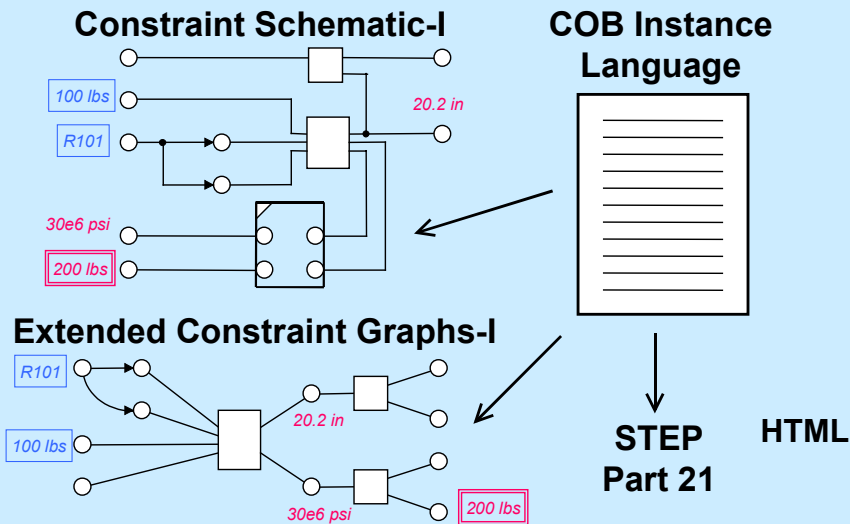 Constraint Schematic-I
100 lbs
R101
20.2 in
30e6 psi
200 lbs
COB Instance
Language
Extended Constraint Graphs-I
R101
100 lbs
20.2 in
30e6 psi
200 lbs
STEP
Part 21
HTML